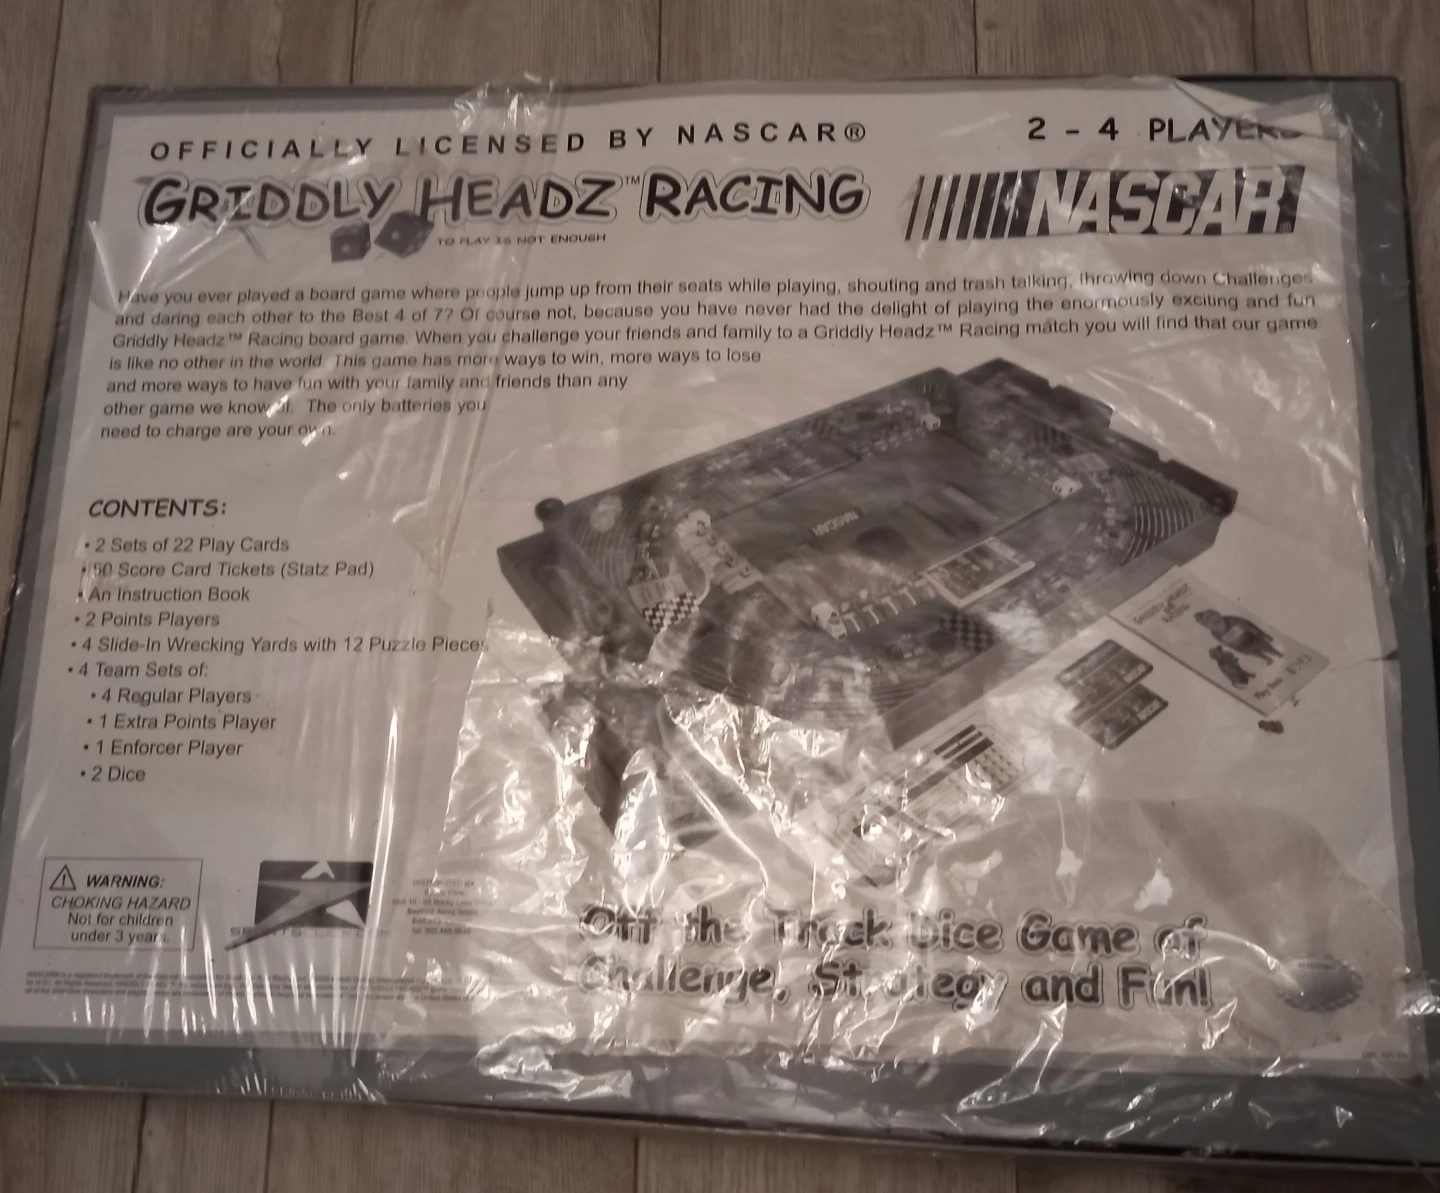 OFFICIALLY LICENSED BY NASCAR®
2 - 4 PLAYERS
GRIDDLY HEADZ™ RACING
NASCAR
TO PLAY IS NOT ENOUGH
Have you ever played a board game where people jump up from their seats while playing, shouting and trash talking, throwing down Challenges
and daring each other to the Best 4 of 7? Of course not, because you have never had the delight of playing the enormously exciting and fun
Griddly Headz™ Racing board game. When you challenge your friends and family to a Griddly Headz™ Racing match you will find that our game
is like no other in the world. This game has more ways to win, more ways to lose
and more ways to have fun with your family and friends than any
other game we know of. The only batteries you
need to charge are your own.
NASCAR
CONTENTS:
• 2 Sets of 22 Play Cards
• 50 Score Card Tickets (Statz Pad)
• An Instruction Book
• 2 Points Players
• 4 Slide-In Wrecking Yards with 12 Puzzle Pieces
• 4 Team Sets of:
• 4 Regular Players
• 1 Extra Points Player
• 1 Enforcer Player
• 2 Dice
WARNING:
CHOKING HAZARD
Not for children
under 3 years.
DISTRIBUTED BY
Off the Track Dice Game of
Challenge, Strategy and Fun!